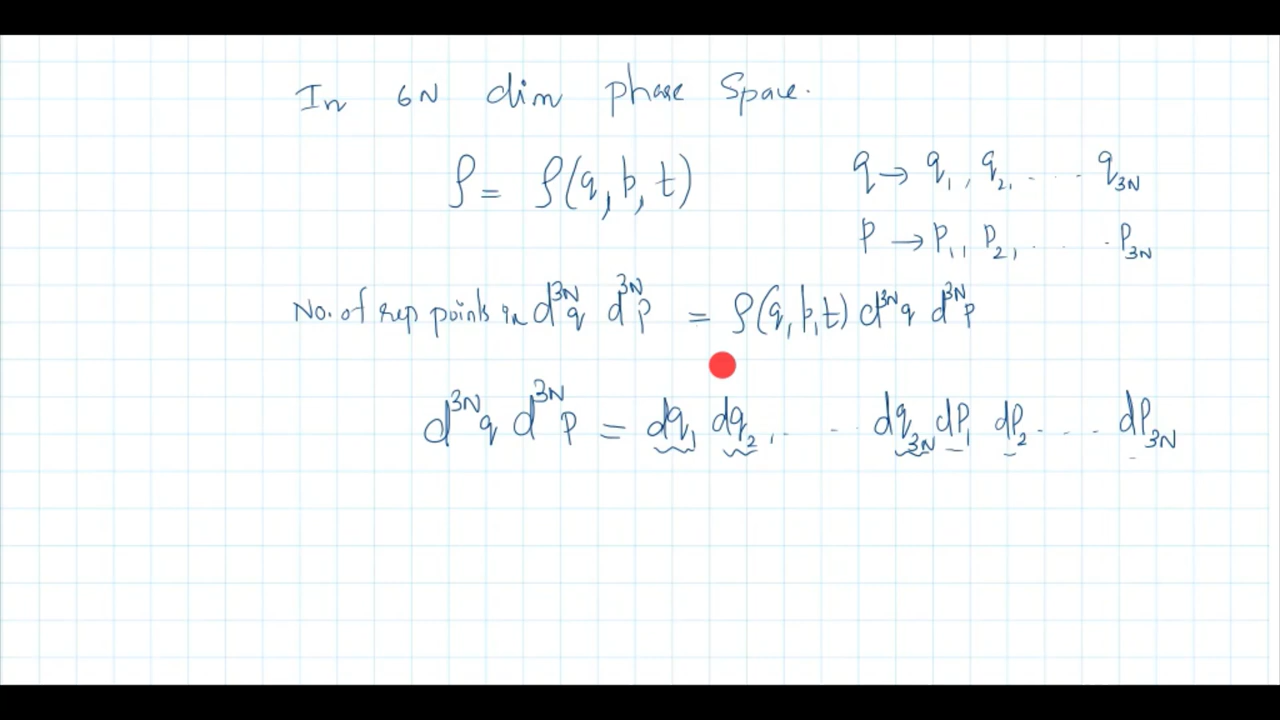 In 6N dim phase Space.
ρ = ρ(q, p, t) q → q₁, q₂, . . . . q₃N
P → P₁, P₂, . . . . P₃N
No. of rep points in d³ᴺq d³ᴺp = ρ(q, p, t) d³ᴺq d³ᴺp
d³ᴺq d³ᴺp = dq₁ dq₂, . . . dq₃N dP₁ dP₂ . . . . dP₃N